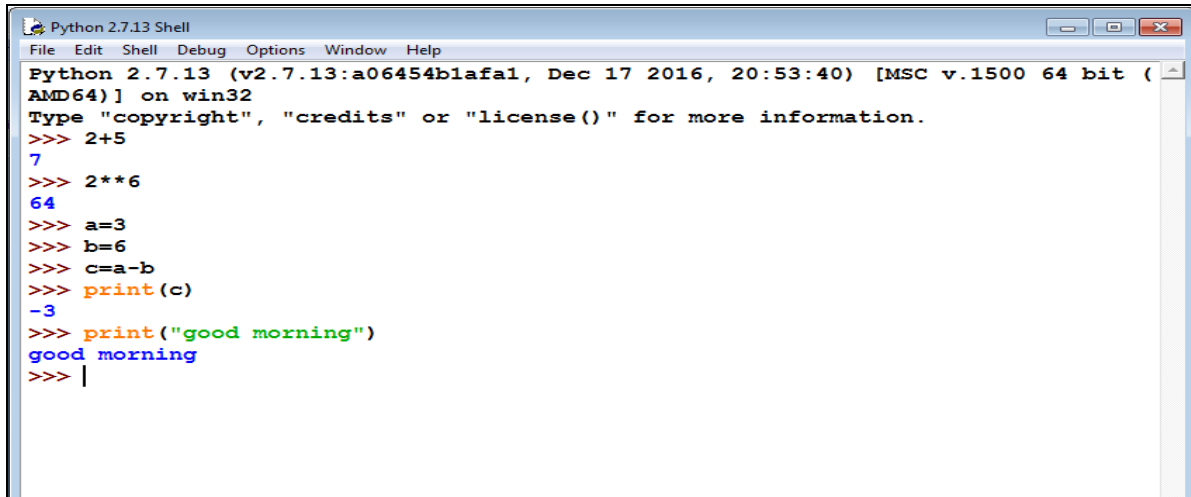 Python 2.7.13 Shell
File Edit Shell Debug Options Window Help
Python 2.7.13 (v2.7.13:a06454b1afa1, Dec 17 2016, 20:53:40) [MSC v.1500 64 bit (
AMD64)] on win32
Type "copyright", "credits" or "license()" for more information.
>>> 2+5
7
>>> 2**6
64
>>> a=3
>>> b=6
>>> c=a-b
>>> print(c)
-3
>>> print("good morning")
good morning
>>>